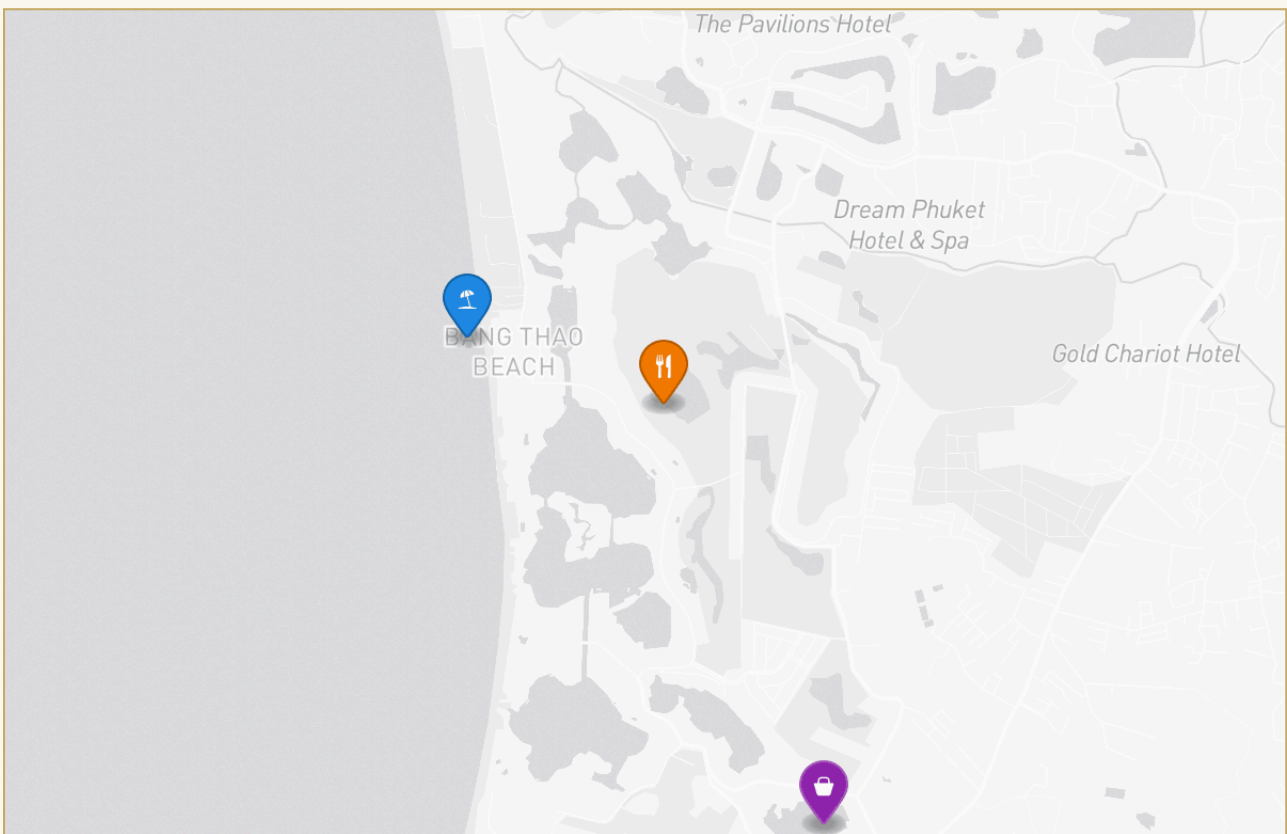 The Pavilions Hotel
Dream Phuket
Hotel & Spa
BANG THAO
BEACH
Gold Chariot Hotel